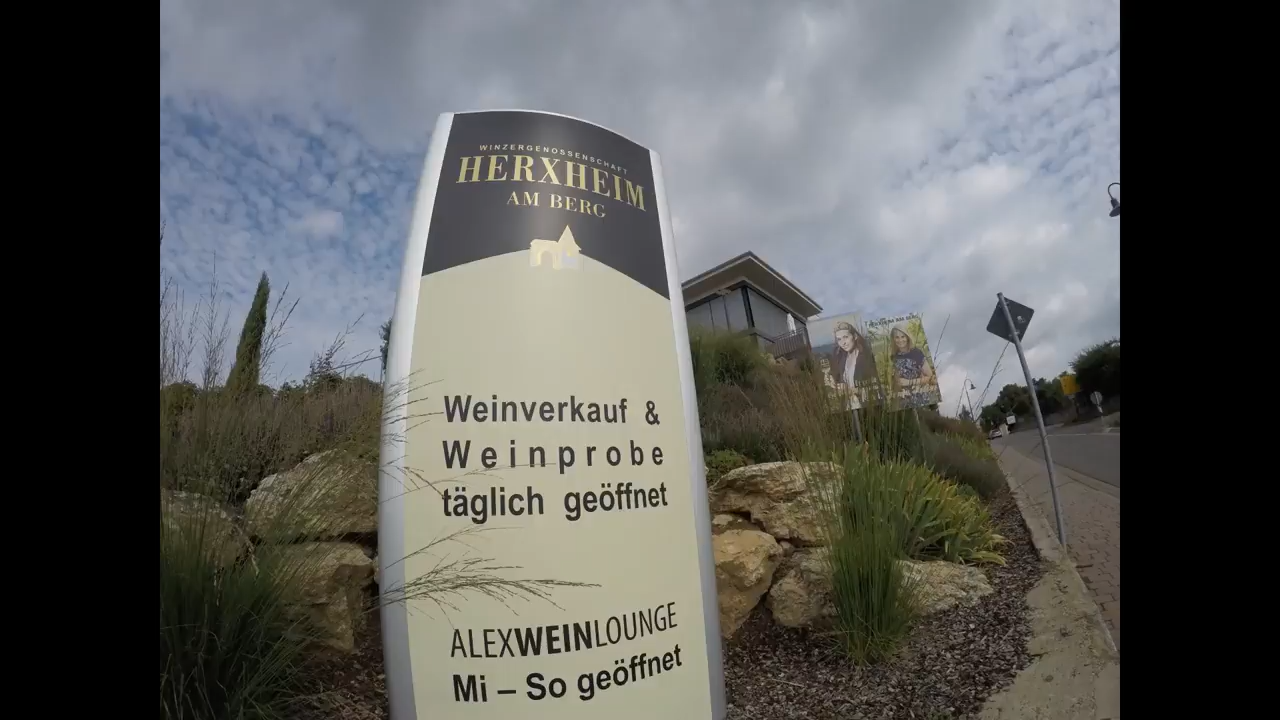 WINZERGENOSSENSCHAFT
HERXHEIM
AM BERG
Weinverkauf &
Weinprobe
täglich geöffnet
ALEXWEINLOUNGE
Mi – So geöffnet